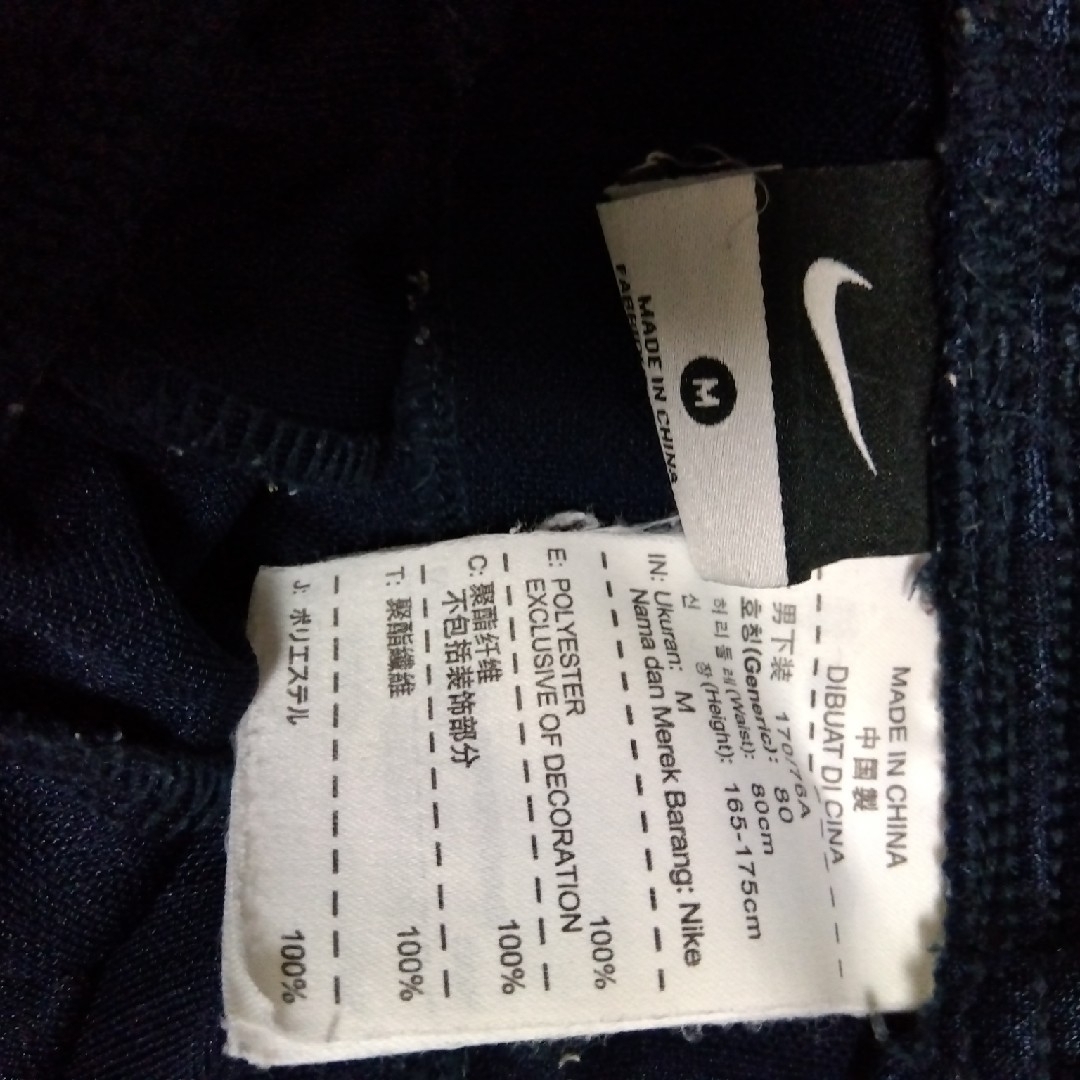 M
MADE IN CHINA
MADE IN CHINA
中国製
DIBUAT DI CINA
男下装 170/76A
호칭(Generic): 80
허리둘레(Waist): 80cm
신 장(Height): 165-175cm
IN: Ukuran: M
Nama dan Merek Barang: Nike
E: POLYESTER 100%
EXCLUSIVE OF DECORATION
C: 聚酯纤维 100%
不包括装饰部分
T: 聚酯纖維 100%
J: ポリエステル 100%